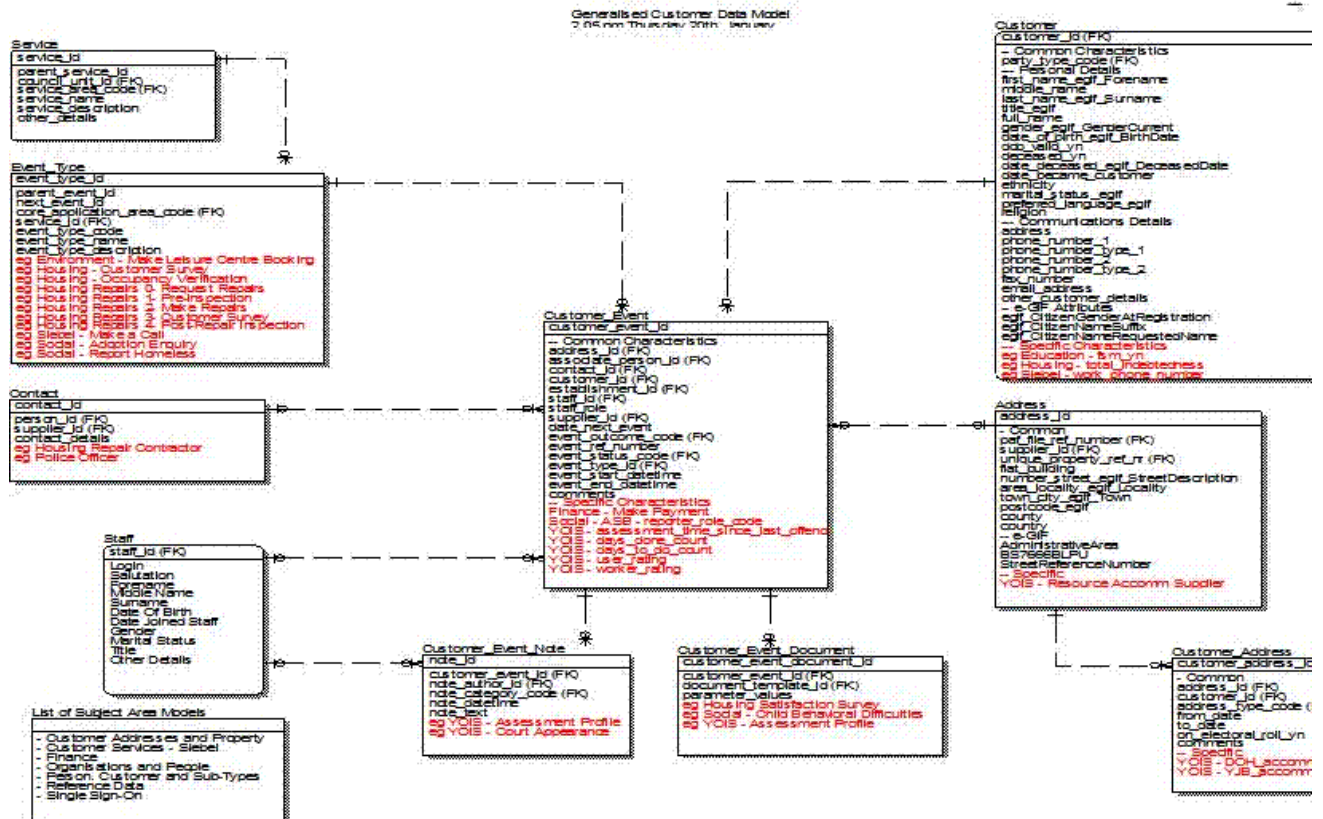 Generalised Customer Data Model
2.05 pm Thursday 20th January
Service
service_id
parent_service_id
council_unit_id (FK)
service_area_code (FK)
service_name
service_description
other_details
Event_Type
event_type_id
parent_event_id
next_event_id
core_application_area_code (FK)
service_id (FK)
event_type_code
event_type_name
event_type_description
eg Environment - Make Leisure Centre Booking
eg Housing - Customer Survey
eg Housing - Occupancy Verification
eg Housing Repairs 0- Request Repairs
eg Housing Repairs 1- Pre-Inspection
eg Housing Repairs 2- Make Repairs
eg Housing Repairs 3- Customer Survey
eg Housing Repairs 4- Post-Repair Inspection
eg Siebel - Make a Call
eg Social - Adoption Enquiry
eg Social - Report Homeless
Contact
contact_id
person_id (FK)
supplier_id (FK)
contact_details
eg Housing Repair Contractor
eg Police Officer
Staff
staff_id (FK)
Login
Salutation
Forename
Middle Name
Surname
Date Of Birth
Date Joined Staff
Gender
Marital Status
Title
Other Details
List of Subject Area Models
- Customer Addresses and Property
- Customer Services - Siebel
- Finance
- Organisations and People
- Person, Customer and Sub-Types
- Reference Data
- Single Sign-On
Customer_Event
customer_event_id
-- Common Characteristics
address_id (FK)
associate_person_id (FK)
contact_id (FK)
customer_id (FK)
establishment_id (FK)
staff_id (FK)
staff_role
supplier_id (FK)
date_next_event
event_outcome_code (FK)
event_ref_number
event_status_code (FK)
event_type_id (FK)
event_start_datetime
event_end_datetime
comments
-- Specific Characteristics
Finance - Make Payment
Social - ASB - reporter_role_code
YOIS - assessment_time_since_last_offenc
YOIS - days_done_count
YOIS - days_to_do_count
YOIS - user_rating
YOIS - worker_rating
Customer_Event_Note
note_id
customer_event_id (FK)
note_author_id (FK)
note_category_code (FK)
note_datetime
note_text
eg YOIS - Assessment Profile
eg YOIS - Court Appearance
Customer_Event_Document
customer_event_document_id
customer_event_id (FK)
document_template_id (FK)
parameter_values
eg Housing Satisfaction Survey
eg Social - Child Behavioral Difficulties
eg YOIS - Assessment Profile
Customer
customer_id (FK)
-- Common Characteristics
party_type_code (FK)
--- Personal Details
first_name_egif_Forename
middle_name
last_name_egif_Surname
title_egif
full_name
gender_egif_GenderCurrent
date_of_birth_egif_BirthDate
dob_valid_yn
deceased_yn
date_deceased_egif_DeceasedDate
date_became_customer
ethnicity
marital_status_egif
preferred_language_egif
religion
-- Communications Details
address
phone_number_1
phone_number_type_1
phone_number_2
phone_number_type_2
fax_number
email_address
other_customer_details
-- e-GIF Attributes
egif_CitizenGenderAtRegistration
egif_CitizenNameSuffix
egif_CitizenNameRequestedName
-- Specific Characteristics
eg Education - fsm_yn
eg Housing - total_indebtedness
eg Siebel - work_phone_number
Address
address_id
- Common
paf_file_ref_number (FK)
supplier_id (FK)
unique_property_ref_nr (FK)
flat_building
number_street_egif_StreetDescription
area_locality_egif_Locality
town_city_egif_Town
postcode_egif
county
country
-- e-GIF
AdministrativeArea
BS7666BLPU
StreetReferenceNumber
-- Specific
YOIS - Resource Accomm Supplier
Customer_Address
customer_address_id
- Common
address_id (FK)
customer_id (FK)
address_type_code (
from_date
to_date
on_electoral_roll_yn
comments
-- Specific
YOIS - DOH_accomm
YOIS - YJB_accomm